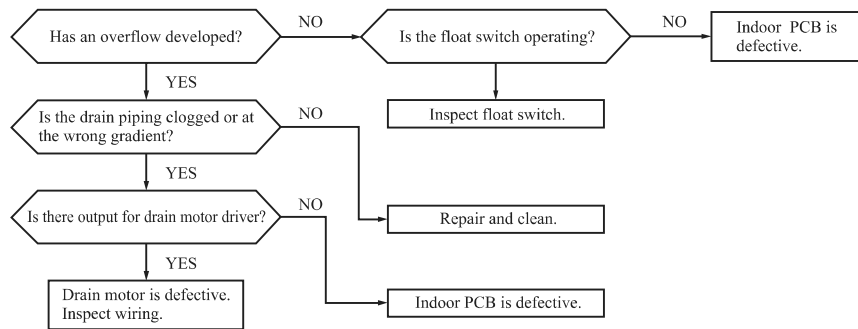 Has an overflow developed?
NO
Is the float switch operating?
NO
Indoor PCB is
defective.
YES
Inspect float switch.
Is the drain piping clogged or at
the wrong gradient?
NO
YES
Repair and clean.
Is there output for drain motor driver?
NO
YES
Drain motor is defective.
Inspect wiring.
Indoor PCB is defective.